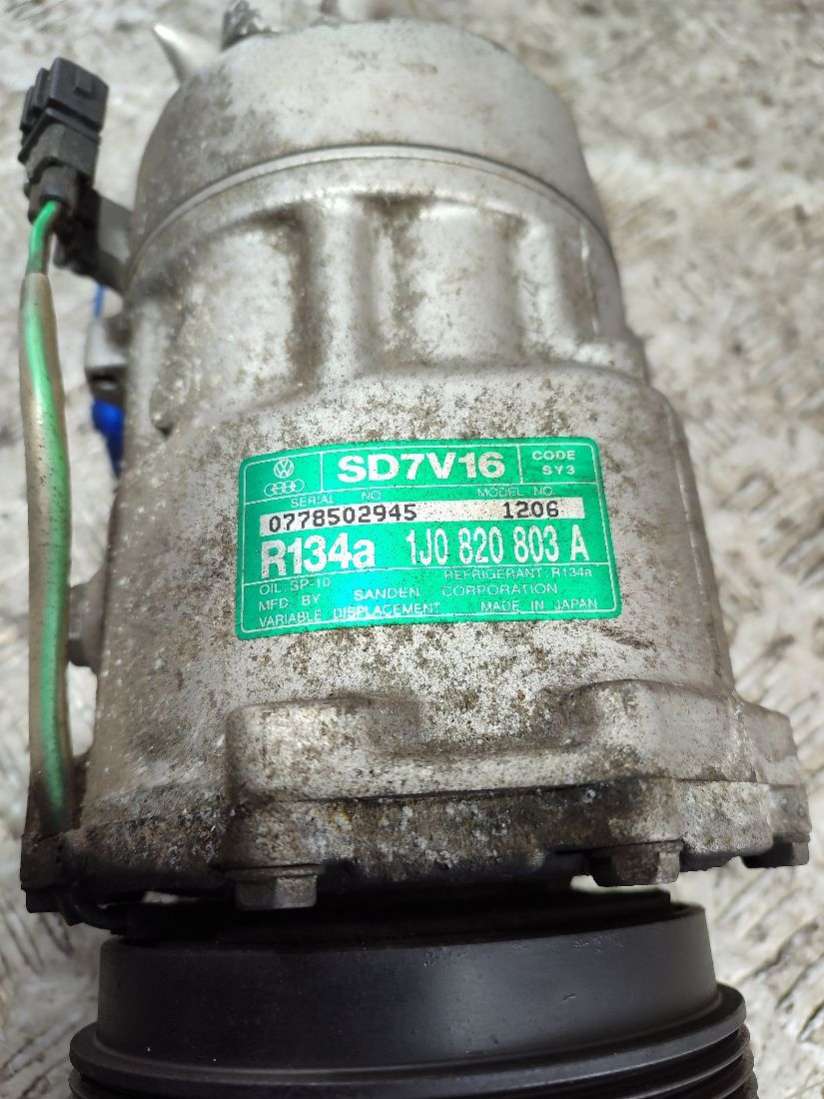 SD7V16
CODE
SY3
SERIAL NO. MODEL NO.
0778502945 1206
R134a 1J0 820 803 A
OIL SP-10 REFRIGERANT R134a
MFD BY SANDEN CORPORATION
VARIABLE DISPLACEMENT MADE IN JAPAN